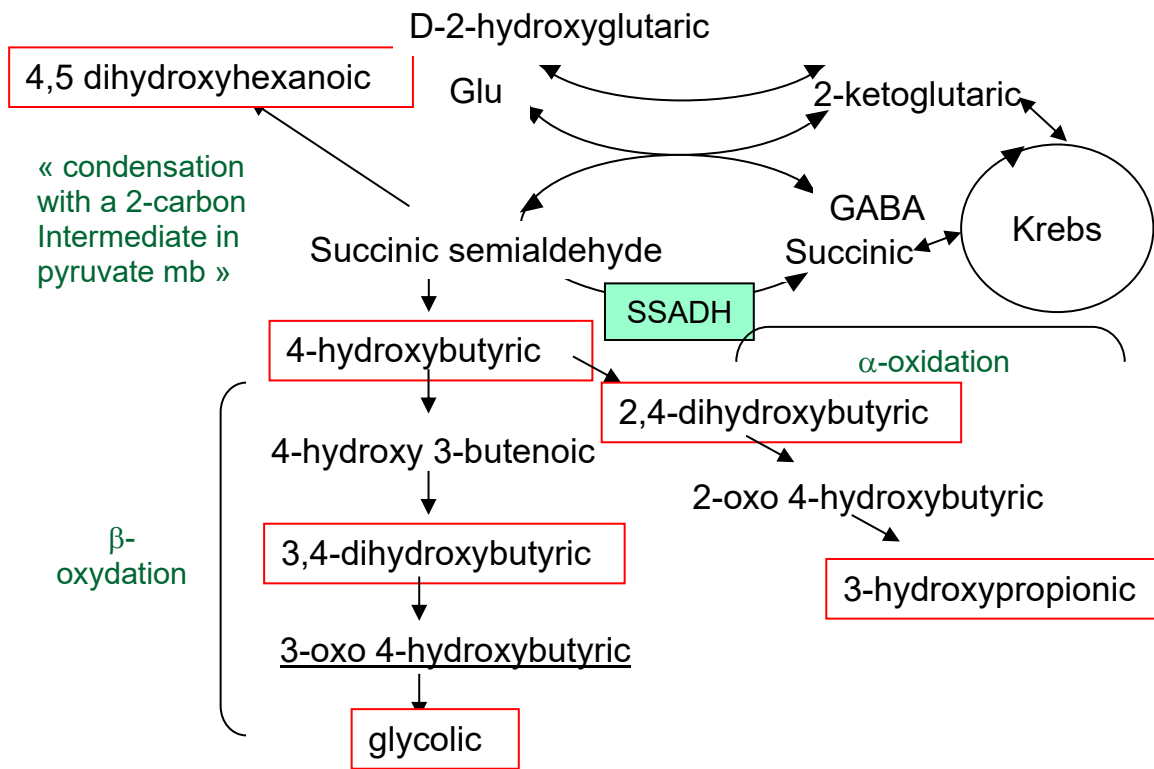 D-2-hydroxyglutaric
4,5 dihydroxyhexanoic
Glu
2-ketoglutaric
« condensation
with a 2-carbon
Intermediate in
pyruvate mb »
GABA
Krebs
Succinic semialdehyde
Succinic
SSADH
4-hydroxybutyric
α-oxidation
2,4-dihydroxybutyric
4-hydroxy 3-butenoic
2-oxo 4-hydroxybutyric
β-
oxydation
3,4-dihydroxybutyric
3-hydroxypropionic
3-oxo 4-hydroxybutyric
glycolic